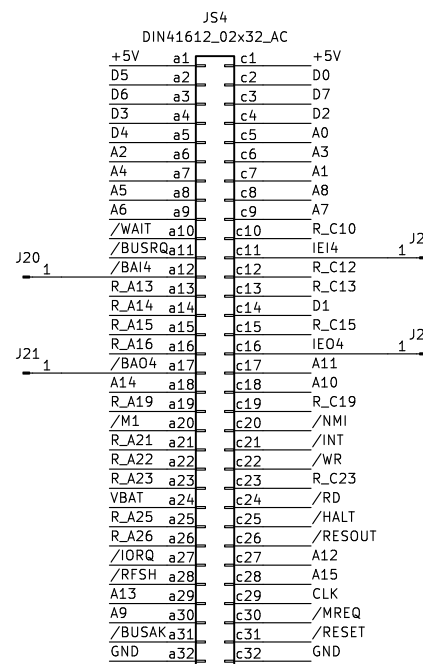 JS4
DIN41612_02x32_AC
+5V a1 c1 +5V
D5 a2 c2 D0
D6 a3 c3 D7
D3 a4 c4 D2
D4 a5 c5 A0
A2 a6 c6 A3
A4 a7 c7 A1
A5 a8 c8 A8
A6 a9 c9 A7
/WAIT a10 c10 R_C10
/BUSRQ a11 c11 IEI4 1 J2
J20 1 /BAI4 a12 c12 R_C12
R_A13 a13 c13 R_C13
R_A14 a14 c14 D1
R_A15 a15 c15 R_C15
R_A16 a16 c16 IEO4 1 J2
J21 1 /BAO4 a17 c17 A11
A14 a18 c18 A10
R_A19 a19 c19 R_C19
/M1 a20 c20 /NMI
R_A21 a21 c21 /INT
R_A22 a22 c22 /WR
R_A23 a23 c23 R_C23
VBAT a24 c24 /RD
R_A25 a25 c25 /HALT
R_A26 a26 c26 /RESOUT
/IORQ a27 c27 A12
/RFSH a28 c28 A15
A13 a29 c29 CLK
A9 a30 c30 /MREQ
/BUSAK a31 c31 /RESET
GND a32 c32 GND